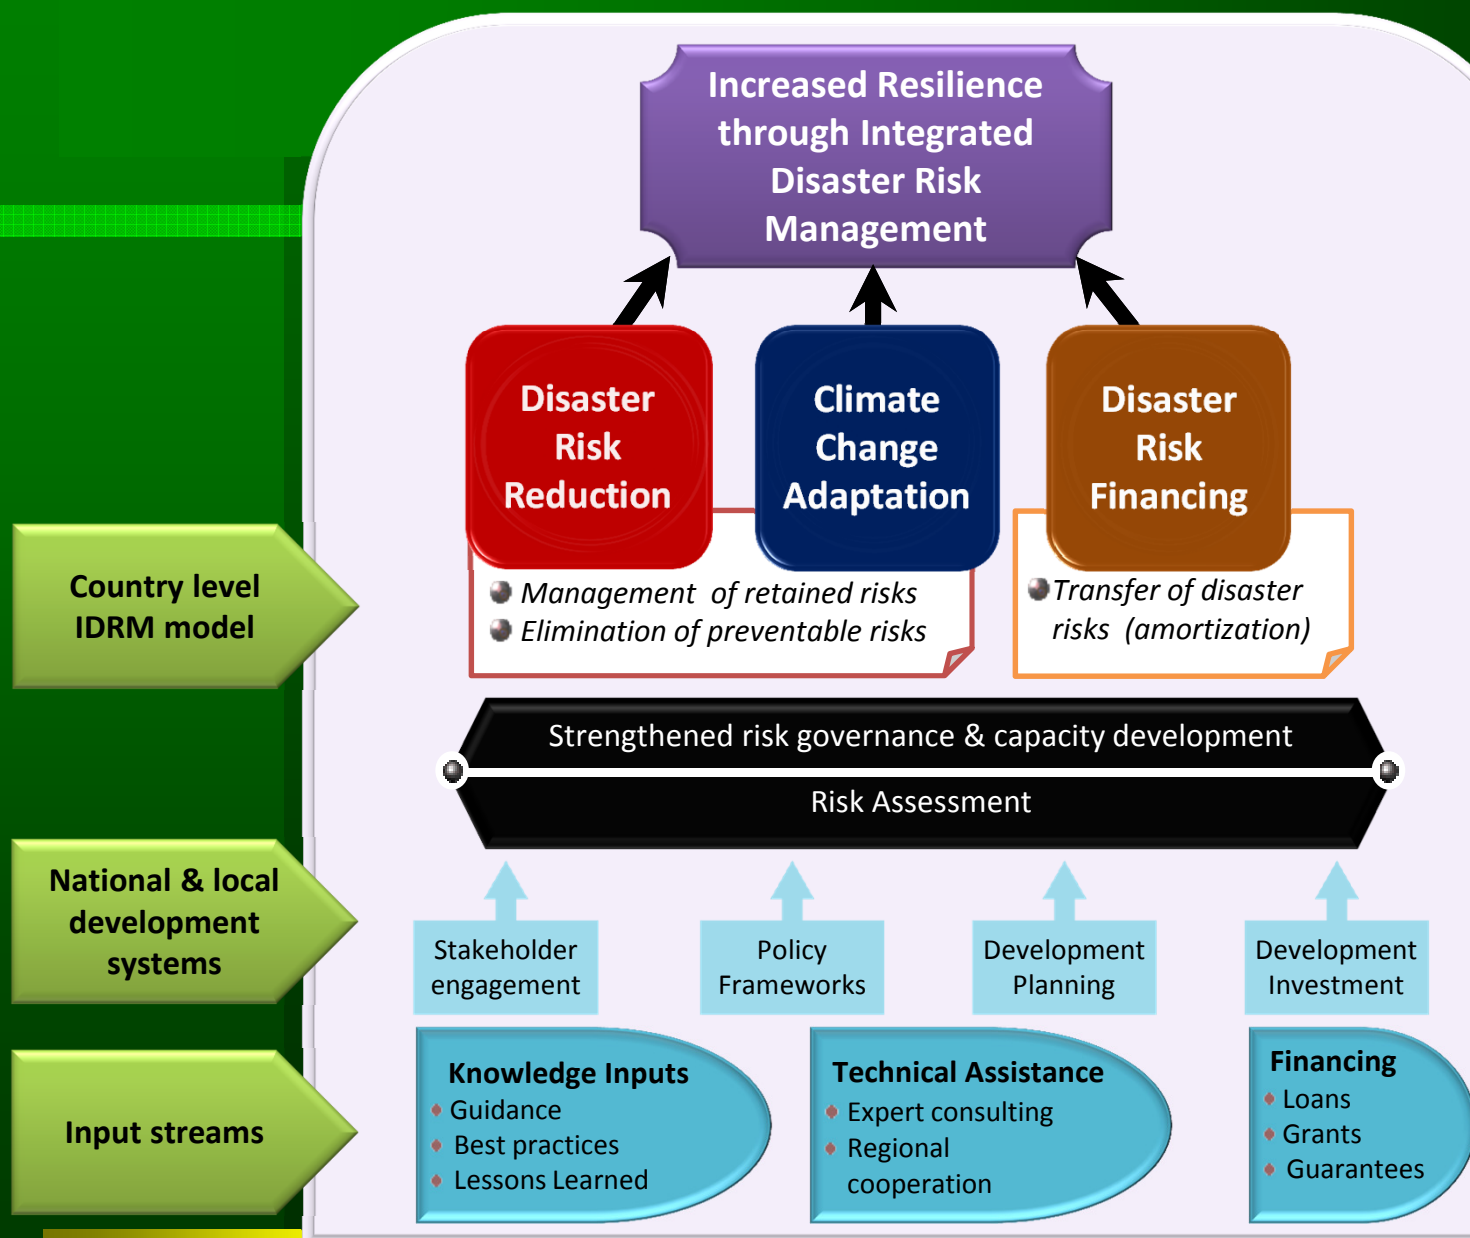 Increased Resilience
through Integrated
Disaster Risk
Management
Disaster
Risk
Reduction
Climate
Change
Adaptation
Disaster
Risk
Financing
Country level
IDRM model
Management of retained risks
Elimination of preventable risks
Transfer of disaster
risks (amortization)
Strengthened risk governance & capacity development
Risk Assessment
National & local
development
systems
Stakeholder
engagement
Policy
Frameworks
Development
Planning
Development
Investment
Input streams
Knowledge Inputs
Guidance
Best practices
Lessons Learned
Technical Assistance
Expert consulting
Regional
cooperation
Financing
Loans
Grants
Guarantees